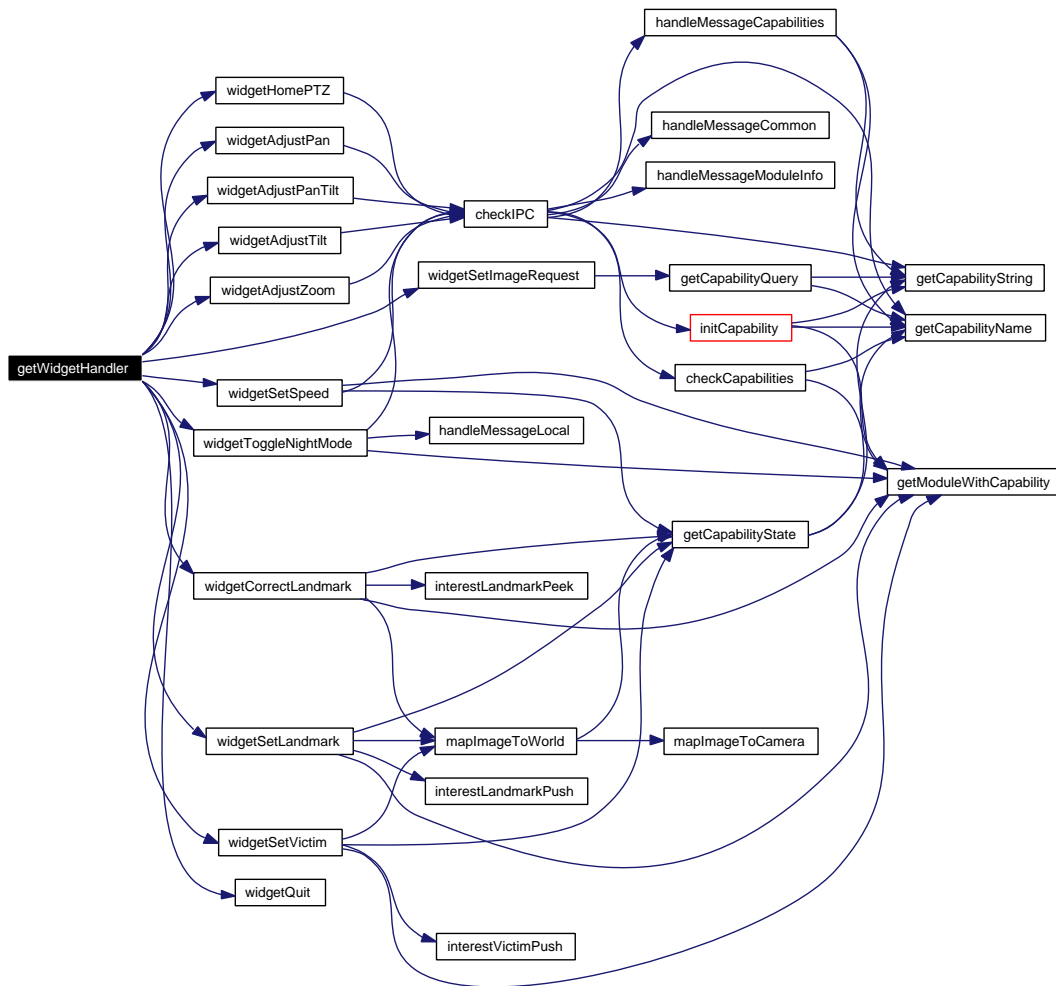 handleMessageCapabilities
widgetHomePTZ
handleMessageCommon
widgetAdjustPan
handleMessageModuleInfo
widgetAdjustPanTilt
checkIPC
widgetAdjustTilt
widgetSetImageRequest
getCapabilityQuery
getCapabilityString
widgetAdjustZoom
initCapability
getCapabilityName
getWidgetHandler
checkCapabilities
widgetSetSpeed
handleMessageLocal
widgetToggleNightMode
getModuleWithCapability
getCapabilityState
widgetCorrectLandmark
interestLandmarkPeek
widgetSetLandmark
mapImageToWorld
mapImageToCamera
interestLandmarkPush
widgetSetVictim
widgetQuit
interestVictimPush